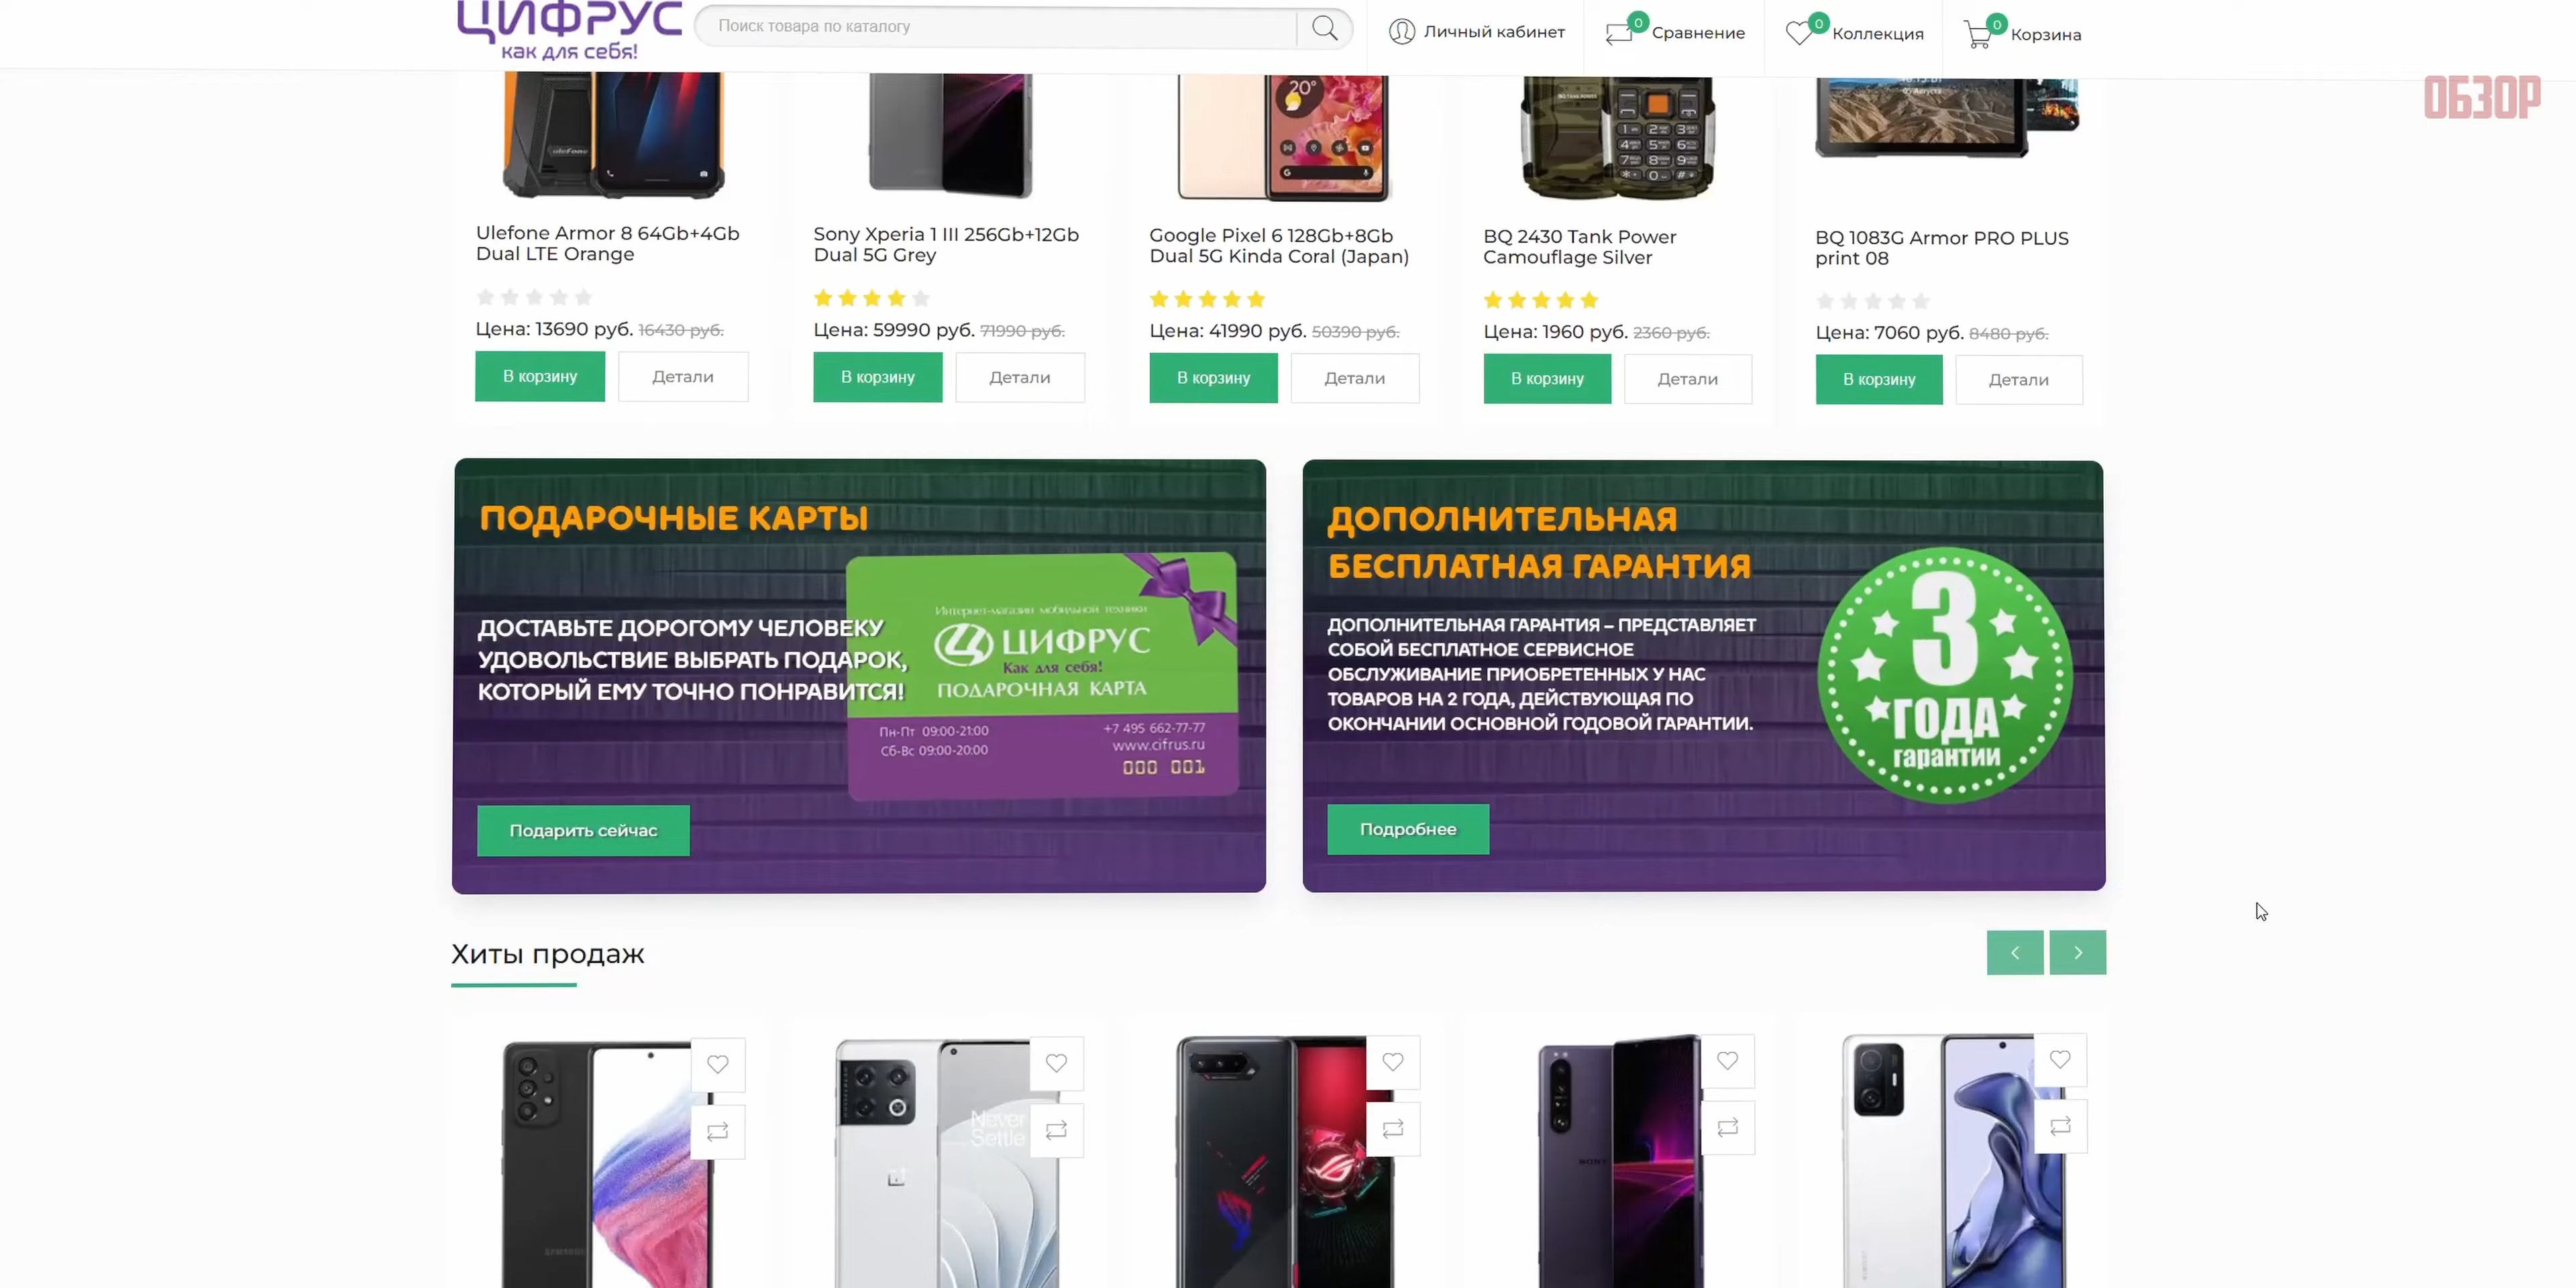 ЦИФРУС
как для себя!
Поиск товара по каталогу
Личный кабинет
0
Сравнение
0
Коллекция
0
Корзина
ОБЗОР
Ulefone Armor 8 64Gb+4Gb
Dual LTE Orange
Цена: 13690 руб. 16430 руб.
В корзину
Детали
Sony Xperia 1 III 256Gb+12Gb
Dual 5G Grey
Цена: 59990 руб. 71990 руб.
В корзину
Детали
20°
Google Pixel 6 128Gb+8Gb
Dual 5G Kinda Coral (Japan)
Цена: 41990 руб. 50390 руб.
В корзину
Детали
BQ 2430 Tank Power
Camouflage Silver
Цена: 1960 руб. 2360 руб.
В корзину
Детали
BQ 1083G Armor PRO PLUS
print 08
Цена: 7060 руб. 8480 руб.
В корзину
Детали
ПОДАРОЧНЫЕ КАРТЫ
ДОСТАВЬТЕ ДОРОГОМУ ЧЕЛОВЕКУ
УДОВОЛЬСТВИЕ ВЫБРАТЬ ПОДАРОК,
КОТОРЫЙ ЕМУ ТОЧНО ПОНРАВИТСЯ!
Интернет-магазин мобильной техники
ЦИФРУС
Как для себя!
ПОДАРОЧНАЯ КАРТА
Пн-Пт 09:00-21:00
Сб-Вс 09:00-20:00
+7 495 662-77-77
www.cifrus.ru
000 001
Подарить сейчас
ДОПОЛНИТЕЛЬНАЯ
БЕСПЛАТНАЯ ГАРАНТИЯ
ДОПОЛНИТЕЛЬНАЯ ГАРАНТИЯ – ПРЕДСТАВЛЯЕТ
СОБОЙ БЕСПЛАТНОЕ СЕРВИСНОЕ
ОБСЛУЖИВАНИЕ ПРИОБРЕТЕННЫХ У НАС
ТОВАРОВ НА 2 ГОДА, ДЕЙСТВУЮЩАЯ ПО
ОКОНЧАНИИ ОСНОВНОЙ ГОДОВОЙ ГАРАНТИИ.
3
ГОДА
гарантии
Подробнее
Хиты продаж
SAMSUNG
Never
Settle
SONY